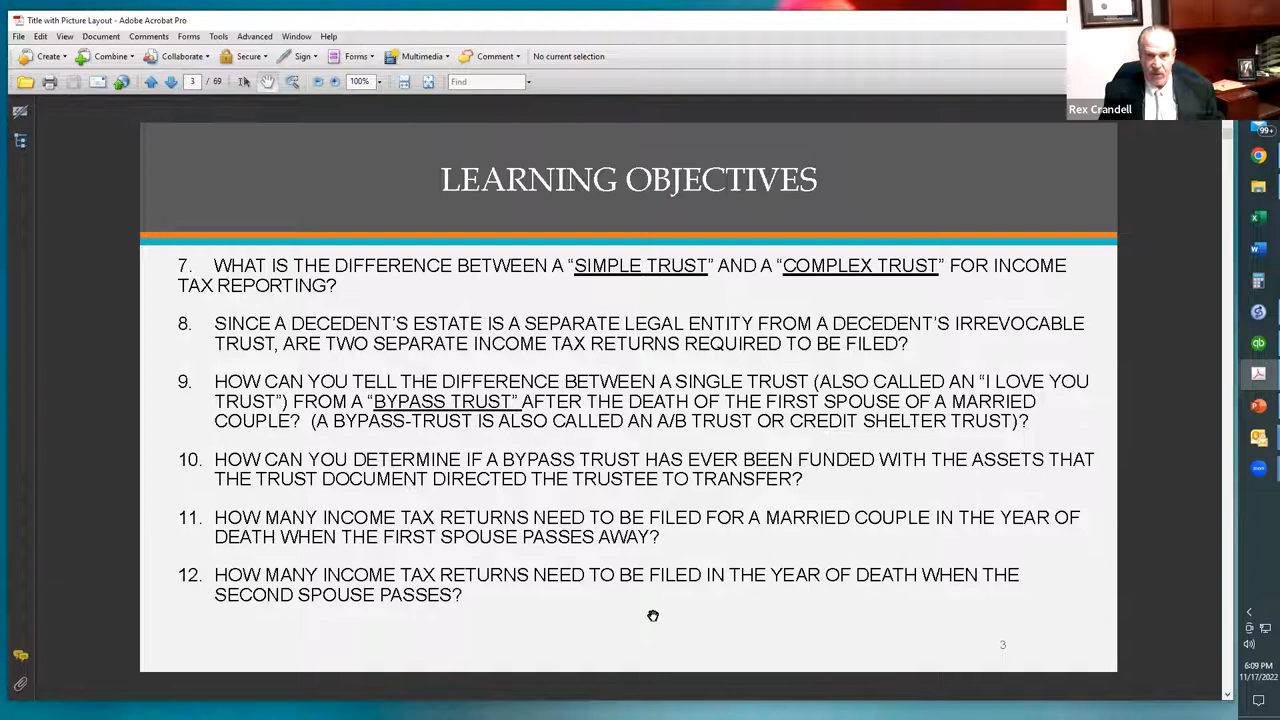 Title with Picture Layout - Adobe Acrobat Pro
File Edit View Document Comments Forms Tools Advanced Window Help
Create Combine Collaborate Secure Sign Forms Multimedia Comment No current selection
3 / 69 100% Find
Rex Crandell
99+
LEARNING OBJECTIVES
7. WHAT IS THE DIFFERENCE BETWEEN A “SIMPLE TRUST” AND A “COMPLEX TRUST” FOR INCOME
TAX REPORTING?
8. SINCE A DECEDENT’S ESTATE IS A SEPARATE LEGAL ENTITY FROM A DECEDENT’S IRREVOCABLE
TRUST, ARE TWO SEPARATE INCOME TAX RETURNS REQUIRED TO BE FILED?
9. HOW CAN YOU TELL THE DIFFERENCE BETWEEN A SINGLE TRUST (ALSO CALLED AN “I LOVE YOU
TRUST”) FROM A “BYPASS TRUST” AFTER THE DEATH OF THE FIRST SPOUSE OF A MARRIED
COUPLE? (A BYPASS-TRUST IS ALSO CALLED AN A/B TRUST OR CREDIT SHELTER TRUST)?
10. HOW CAN YOU DETERMINE IF A BYPASS TRUST HAS EVER BEEN FUNDED WITH THE ASSETS THAT
THE TRUST DOCUMENT DIRECTED THE TRUSTEE TO TRANSFER?
11. HOW MANY INCOME TAX RETURNS NEED TO BE FILED FOR A MARRIED COUPLE IN THE YEAR OF
DEATH WHEN THE FIRST SPOUSE PASSES AWAY?
12. HOW MANY INCOME TAX RETURNS NEED TO BE FILED IN THE YEAR OF DEATH WHEN THE
SECOND SPOUSE PASSES?
3
qb
zoom
6:09 PM
11/17/2022